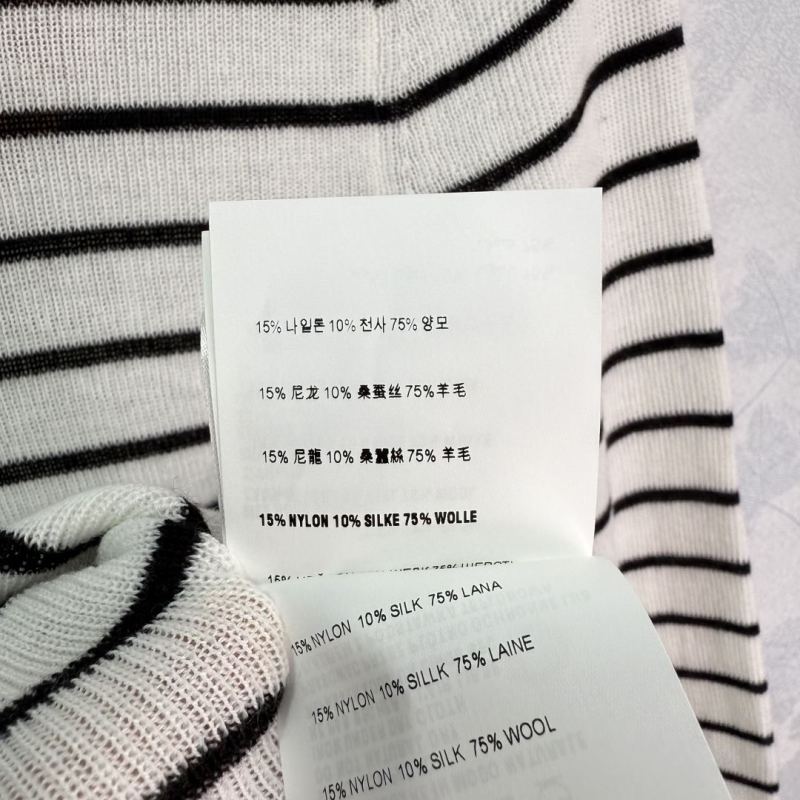 15% 나일론 10% 천사 75% 양모
15% 尼龙 10% 桑蚕丝 75%羊毛
15% 尼龍 10% 桑蠶絲 75% 羊毛
15% NYLON 10% SILKE 75% WOLLE
15%
15% NYLON 10% SILK 75% LANA
15% NYLON 10% SILLK 75% LAINE
15% NYLON 10% SILK 75% WOOL